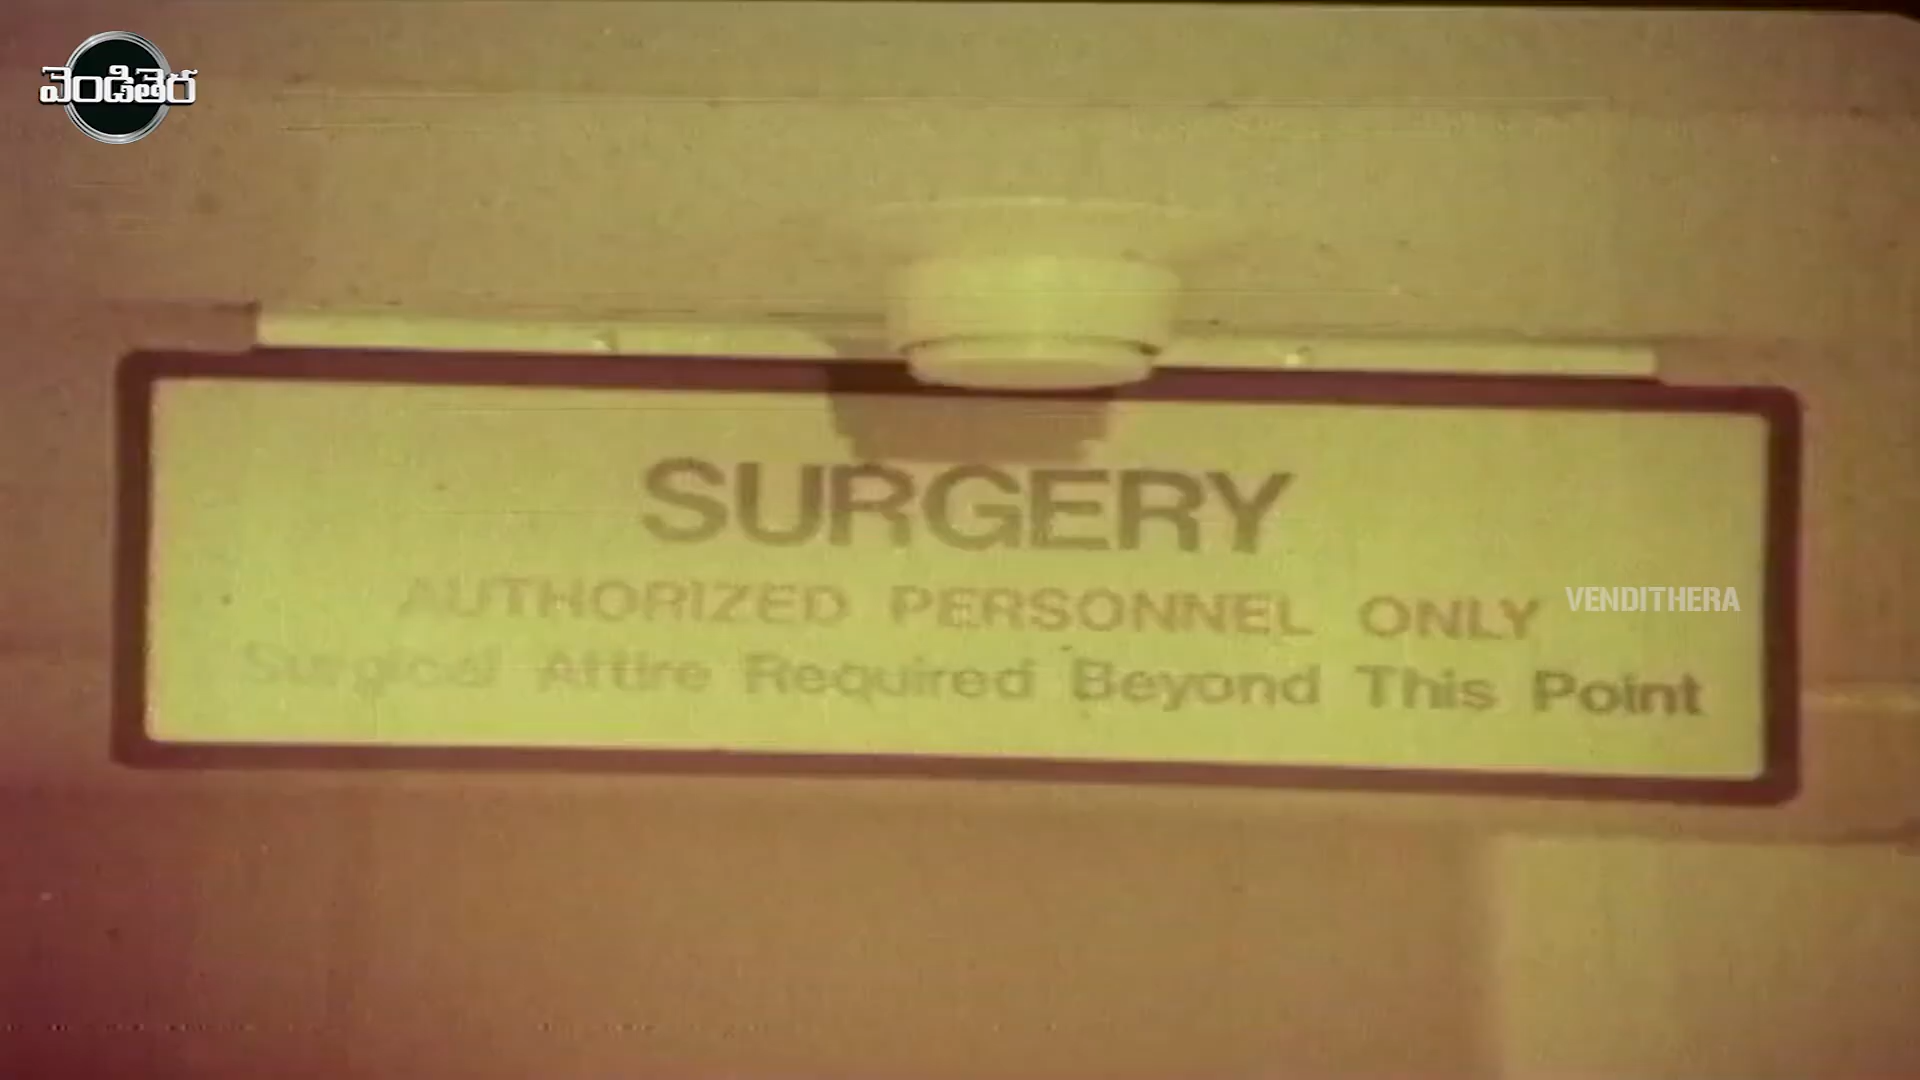 వెండితెర
SURGERY
AUTHORIZED PERSONNEL ONLY
VENDITHERA
Surgical Attire Required Beyond This Point